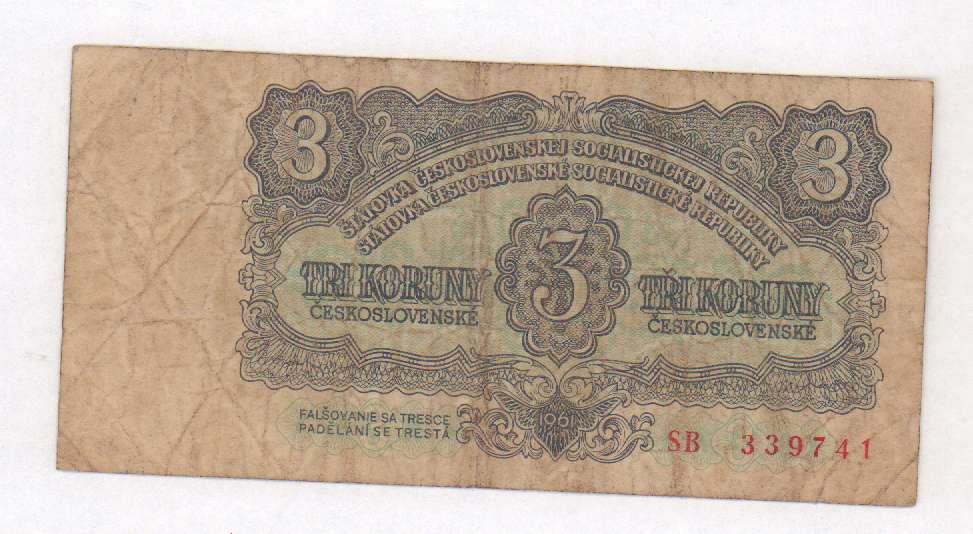 3
3
ŠTÁTOVKA ČESKOSLOVENSKEJ SOCIALISTICKEJ REPUBLIKY
STÁTOVKA ČESKOSLOVENSKÉ SOCIALISTICKÉ REPUBLIKY
3
TRI KORUNY
ČESKOSLOVENSKÉ
TŘI KORUNY
ČESKOSLOVENSKÉ
FALŠOVANIE SA TRESCE
PADĚLÁNÍ SE TRESTÁ
1961
SB 339741